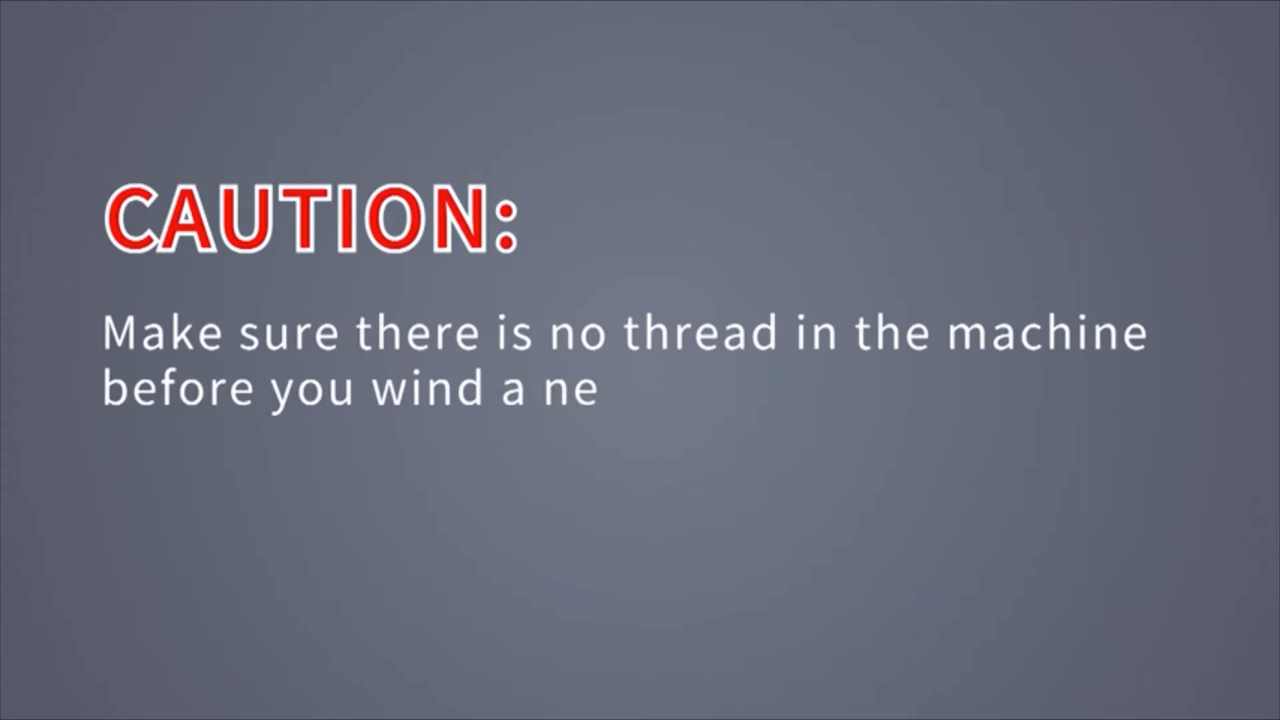 CAUTION:
Make sure there is no thread in the machine
before you wind a ne